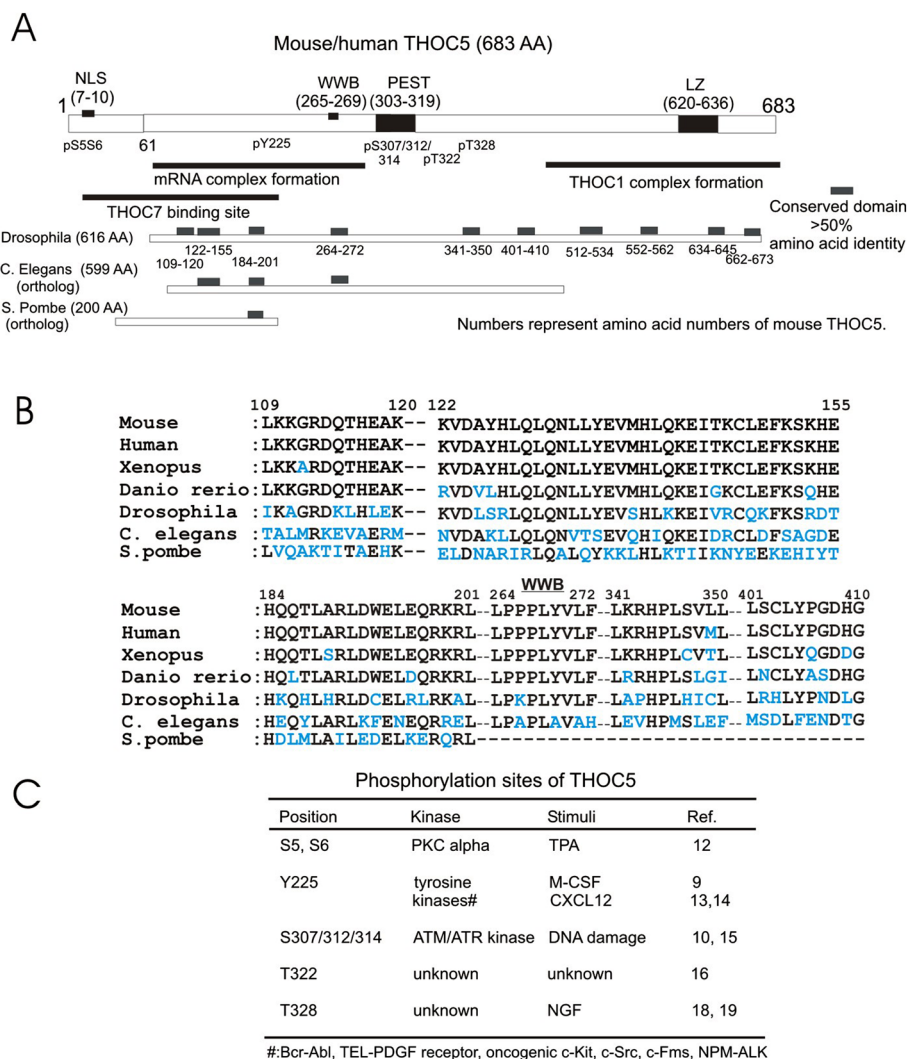 A
Mouse/human THOC5 (683 AA)
NLS WWB PEST LZ
1 (7-10) (265-269) (303-319) (620-636) 683
pS5S6 61 pY225 pS307/312/ pT328
314 pT322
mRNA complex formation THOC1 complex formation
THOC7 binding site
Conserved domain
>50%
amino acid identity
Drosophila (616 AA)
122-155 264-272 341-350 401-410 512-534 552-562 634-645
109-120 184-201 662-673
C. Elegans (599 AA)
(ortholog)
S. Pombe (200 AA)
(ortholog)
Numbers represent amino acid numbers of mouse THOC5.
B
109 120 122 155
Mouse :LKKGRDQTHEAK-- KVDAYHLQLQNLLYEVMHLQKEITKCLEFKSKHE
Human :LKKGRDQTHEAK-- KVDAYHLQLQNLLYEVMHLQKEITKCLEFKSKHE
Xenopus :LKKARDQTHEAK-- KVDAYHLQLQNLLYEVMHLQKEITKCLEFKSKHE
Danio rerio:LKKGRDQTHEAK-- RVDVLHLQLQNLLYEVMHLQKEIGKCLEFKSQHE
Drosophila :IKAGRDKLHLEK-- KVDLSRLQLQNLLYEVSHLKKEIVRCQKFKSRDT
C. elegans :TALMRKEVAERM-- NVDAKLLQLQNVTSEVQHIQKEIDRCLDFSAGDE
S.pombe :LVQAKTITAEHK-- ELDNARIRLQALQYKKLHLKTIIKNYEEKEHIYT
WWB
184 201 264 272 341 350 401 410
Mouse :HQQTLARLDWELEQRKRL--LPPPPLYVLF--LKRHPLSVLL-- LSCLYPGDHG
Human :HQQTLARLDWELEQRKRL--LPPPPLYVLF--LKRHPLSVML-- LSCLYPGDHG
Xenopus :HQQTLSRLDWELEQRKRL--LPPPPLYVLF--LKRHPLCVTL-- LSCLYPQDDG
Danio rerio:HQLTLARLDWELDQRKRL--LPPPPLYVLF--LRRHPLSLGI-- LNCLYASDHG
Drosophila :HKQHLHRLDCELRLRKAL--LPKPLYVLF--LAPHPLHICL-- LRHLYPNDLG
C. elegans :HEQYLARLKFENEQRREL--LPAPLAVAH--LEVHPMSLEF-- MSDLFENDTG
S.pombe :HDLMLAILEDELKERQRL------------------------------------
C
Phosphorylation sites of THOC5
Position Kinase Stimuli Ref.
S5, S6 PKC alpha TPA 12
Y225 tyrosine M-CSF 9
kinases# CXCL12 13,14
S307/312/314 ATM/ATR kinase DNA damage 10, 15
T322 unknown unknown 16
T328 unknown NGF 18, 19
#:Bcr-Abl, TEL-PDGF receptor, oncogenic c-Kit, c-Src, c-Fms, NPM-ALK